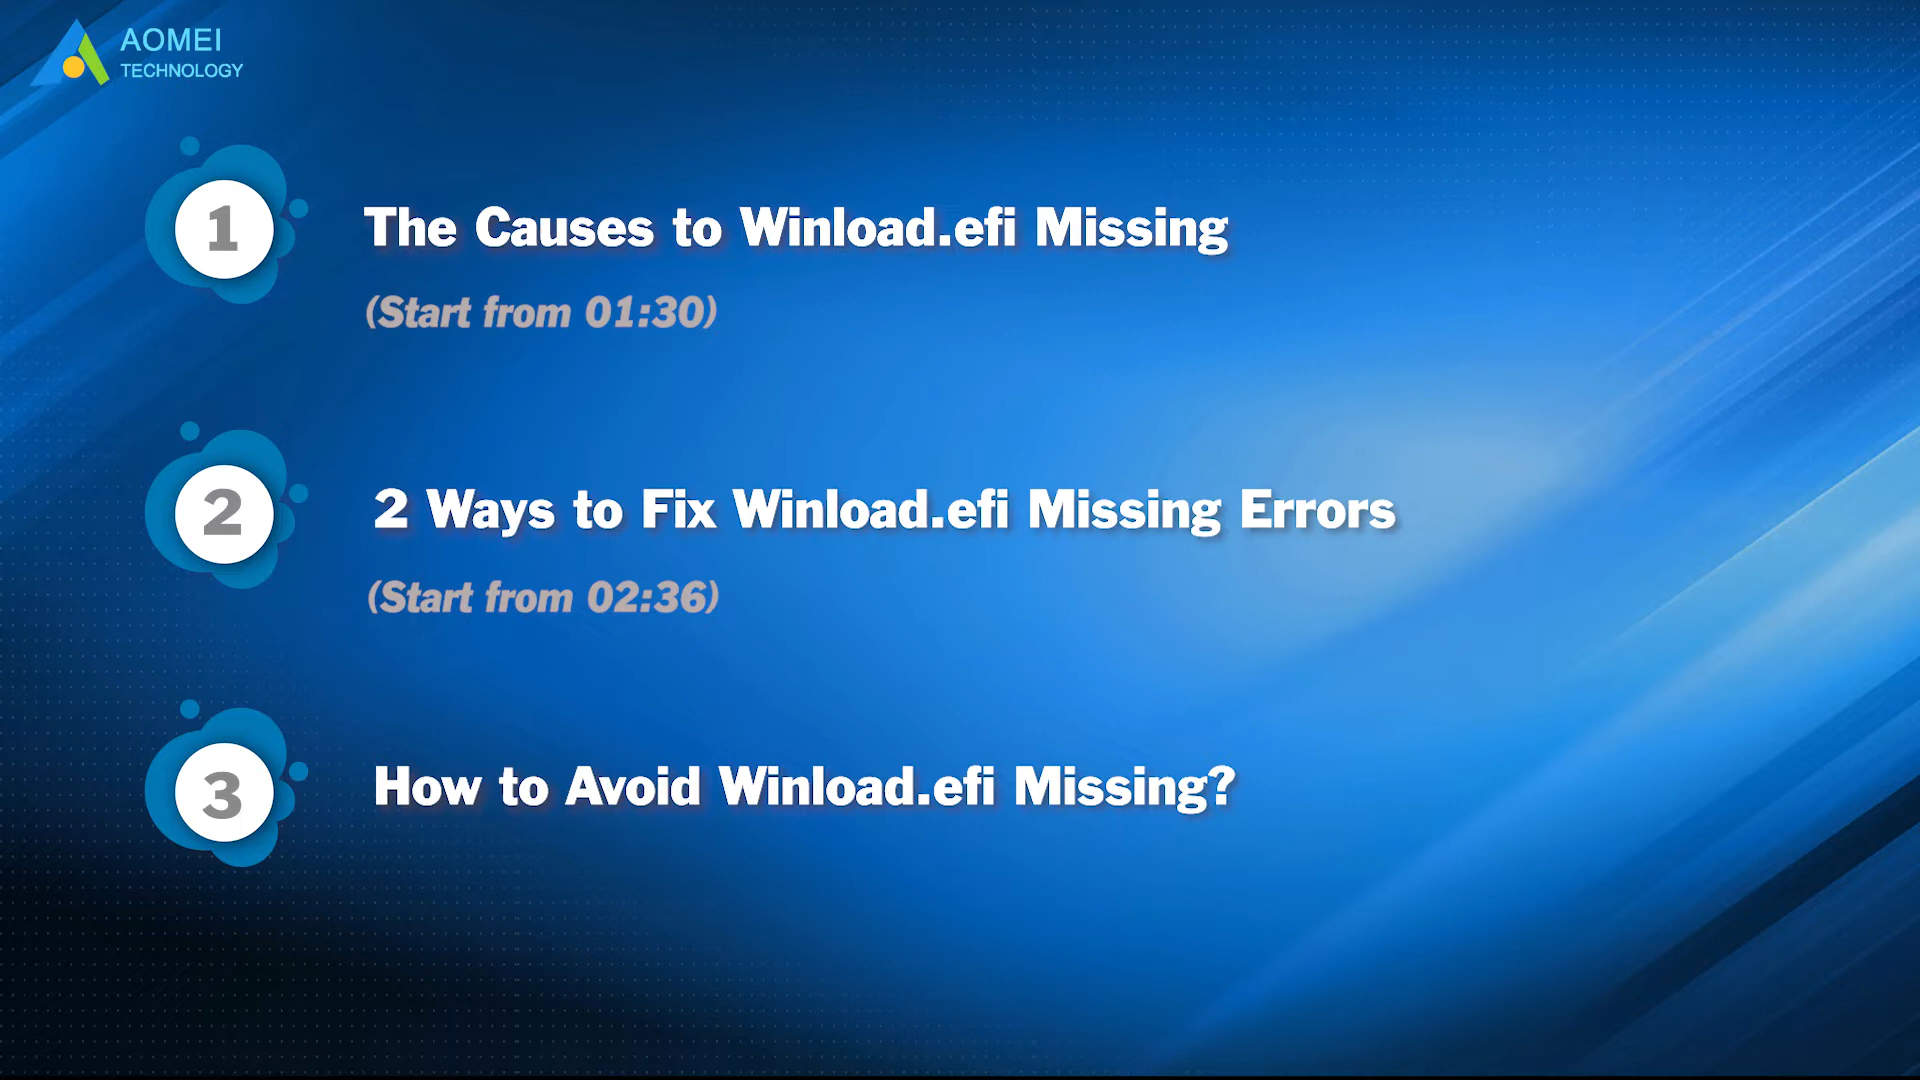 AOMEI
TECHNOLOGY
1
The Causes to Winload.efi Missing
(Start from 01:30)
2
2 Ways to Fix Winload.efi Missing Errors
(Start from 02:36)
3
How to Avoid Winload.efi Missing?